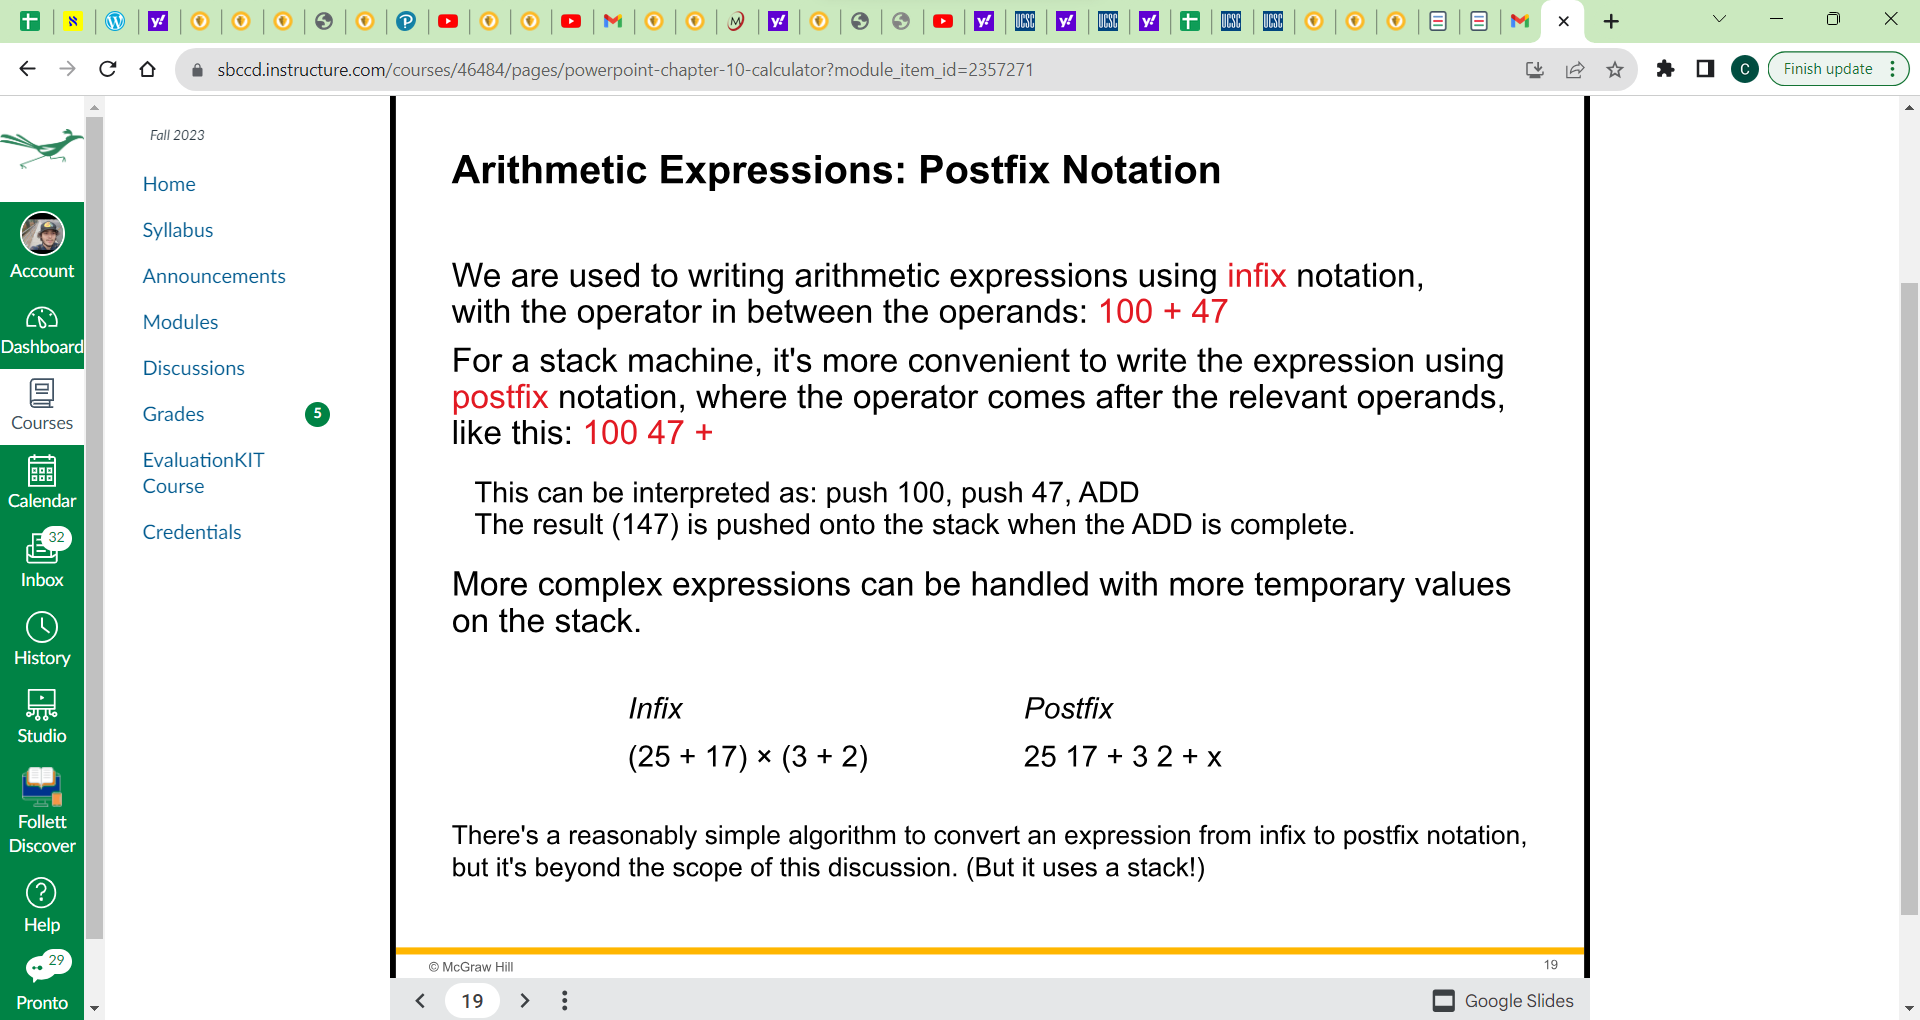 sbccd.instructure.com/courses/46484/pages/powerpoint-chapter-10-calculator?module_item_id=2357271
C
Finish update
Account
Dashboard
Courses
Calendar
32
Inbox
History
Studio
Follett
Discover
Help
29
Pronto
Fall 2023
Home
Syllabus
Announcements
Modules
Discussions
Grades 5
EvaluationKIT
Course
Credentials
Arithmetic Expressions: Postfix Notation
We are used to writing arithmetic expressions using infix notation,
with the operator in between the operands: 100 + 47
For a stack machine, it's more convenient to write the expression using
postfix notation, where the operator comes after the relevant operands,
like this: 100 47 +
This can be interpreted as: push 100, push 47, ADD
The result (147) is pushed onto the stack when the ADD is complete.
More complex expressions can be handled with more temporary values
on the stack.
Infix Postfix
(25 + 17) × (3 + 2) 25 17 + 3 2 + x
There's a reasonably simple algorithm to convert an expression from infix to postfix notation,
but it's beyond the scope of this discussion. (But it uses a stack!)
© McGraw Hill 19
19
Google Slides